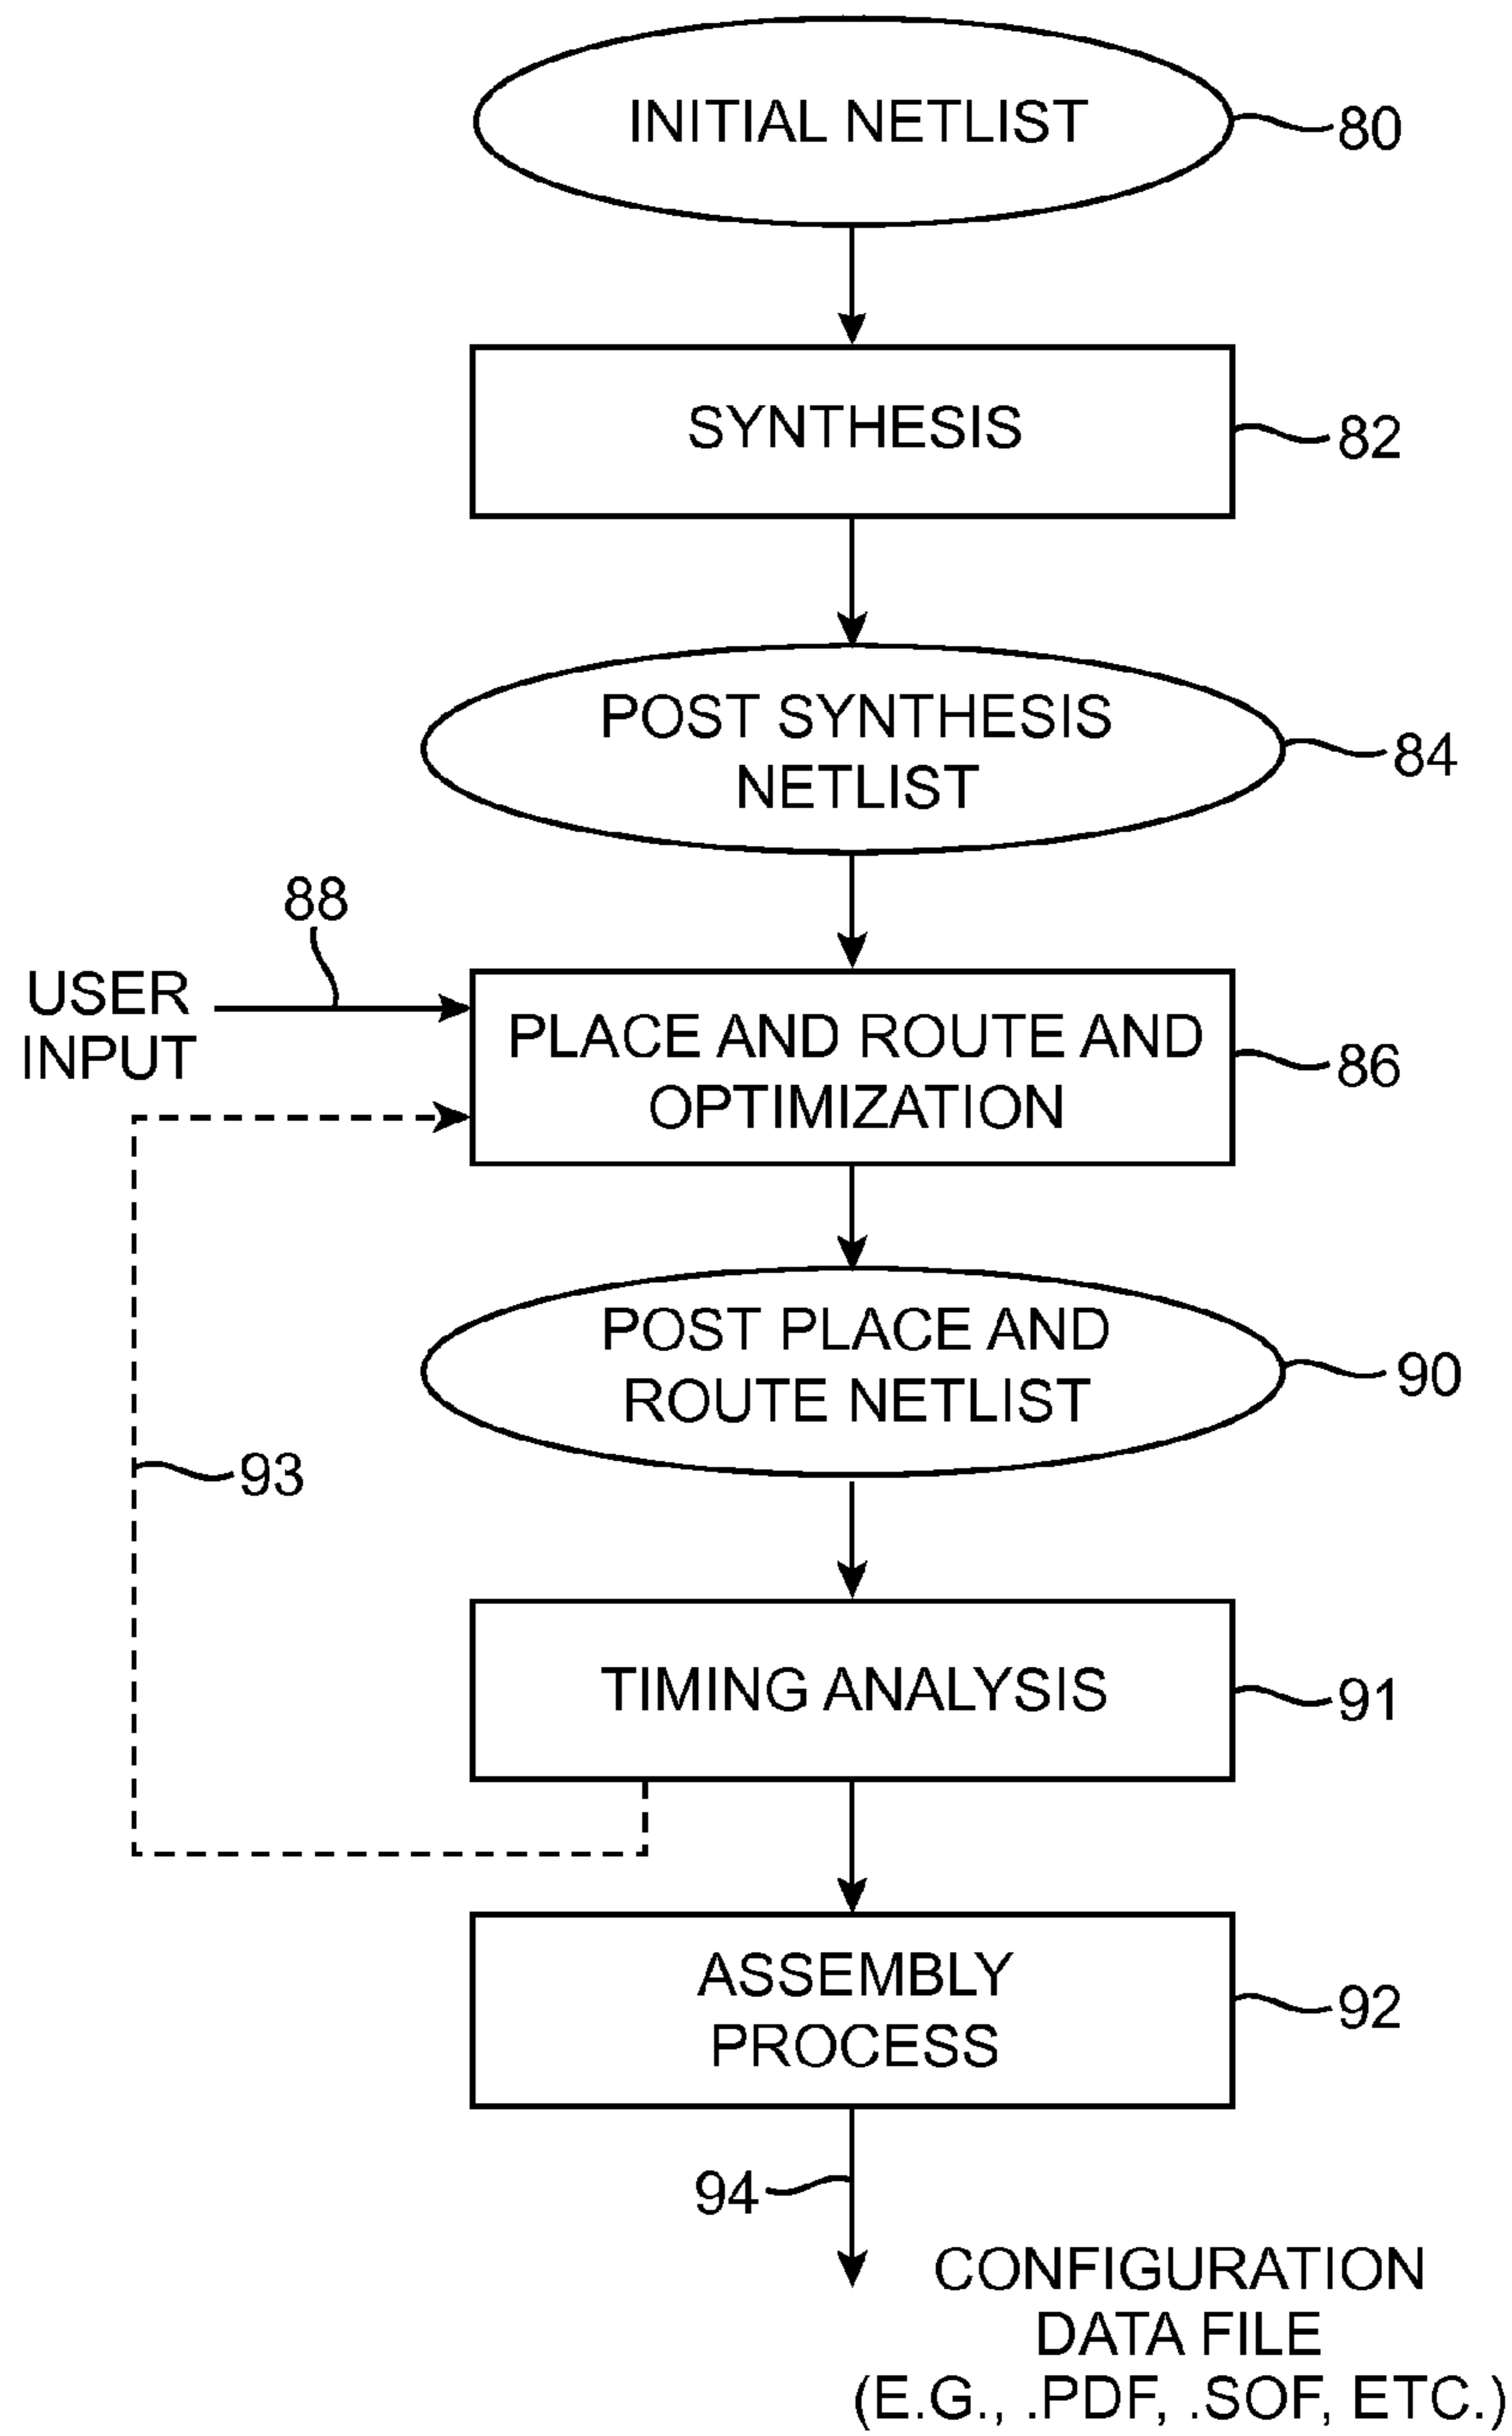 INITIAL NETLIST
80
SYNTHESIS
82
POST SYNTHESIS
NETLIST
84
88
USER
INPUT
PLACE AND ROUTE AND
OPTIMIZATION
86
POST PLACE AND
ROUTE NETLIST
90
93
TIMING ANALYSIS
91
ASSEMBLY
PROCESS
92
94
CONFIGURATION
DATA FILE
(E.G., .PDF, .SOF, ETC.)